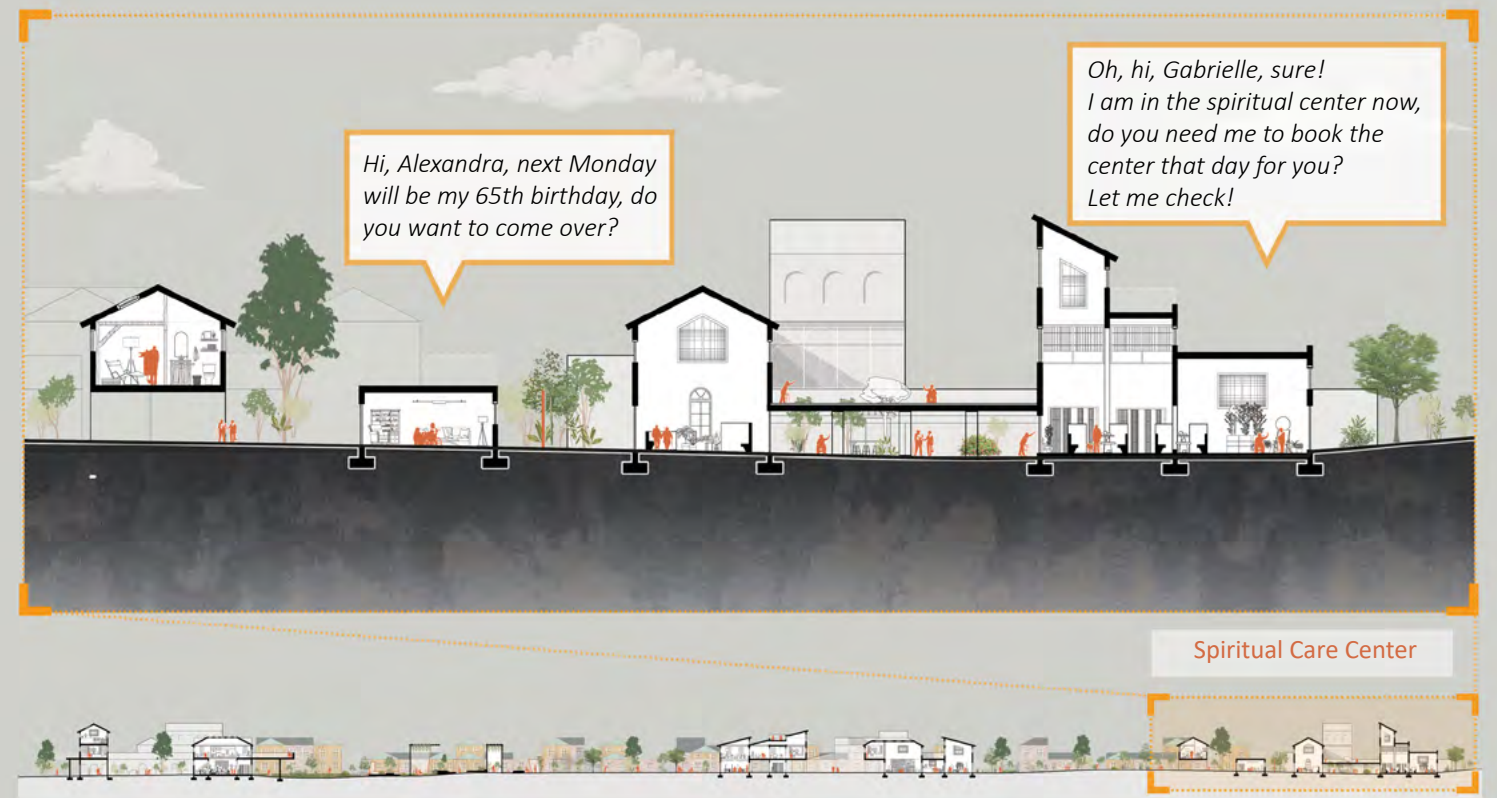 Hi, Alexandra, next Monday
will be my 65th birthday, do
you want to come over?
Oh, hi, Gabrielle, sure!
I am in the spiritual center now,
do you need me to book the
center that day for you?
Let me check!
Spiritual Care Center